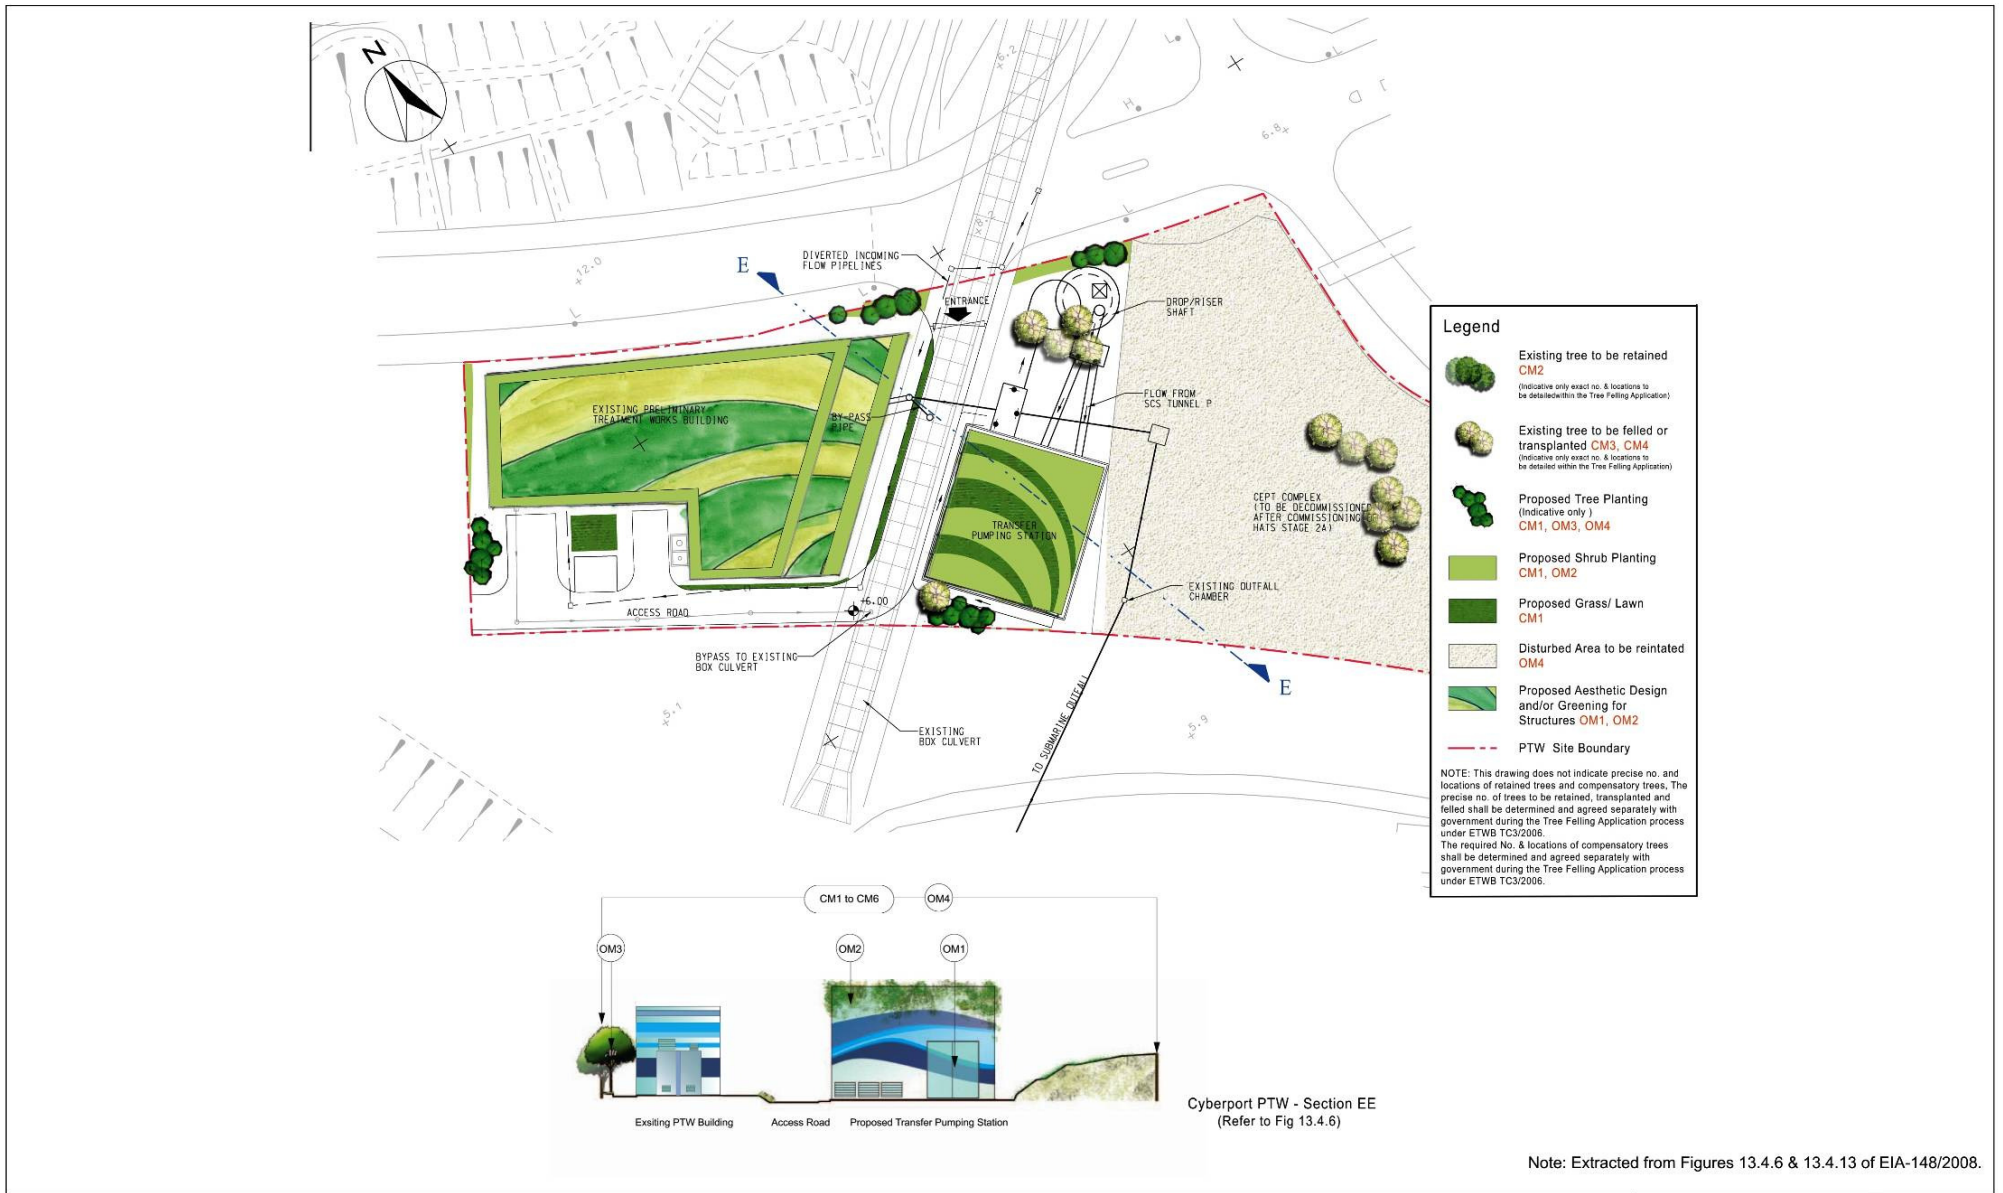 N
+6.2
L
L
H
6.8+
+8.7
+12.0
L
L
L
E
DIVERTED INCOMING
FLOW PIPELINES
ENTRANCE
DROP/RISER
SHAFT
EXISTING PRELIMINARY
TREATMENT WORKS BUILDING
BY-PASS
PIPE
FLOW FROM
SCS TUNNEL P
TRANSFER
PUMPING STATION
CEPT COMPLEX
(TO BE DECOMMISSIONED
AFTER COMMISSIONING
HATS STAGE 2A)
EXISTING OUTFALL
CHAMBER
ACCESS ROAD
+6.00
BYPASS TO EXISTING
BOX CULVERT
E
+5.1
EXISTING
BOX CULVERT
TO SUBMARINE OUTFALL
+5.9
Legend
Existing tree to be retained
CM2
(Indicative only exact no. & locations to
be detailedwithin the Tree Felling Application)
Existing tree to be felled or
transplanted CM3, CM4
(Indicative only exact no. & locations to
be detailed within the Tree Felling Application)
Proposed Tree Planting
(Indicative only )
CM1, OM3, OM4
Proposed Shrub Planting
CM1, OM2
Proposed Grass/ Lawn
CM1
Disturbed Area to be reintated
OM4
Proposed Aesthetic Design
and/or Greening for
Structures OM1, OM2
PTW Site Boundary
NOTE: This drawing does not indicate precise no. and
locations of retained trees and compensatory trees, The
precise no. of trees to be retained, transplanted and
felled shall be determined and agreed separately with
government during the Tree Felling Application process
under ETWB TC3/2006.
The required No. & locations of compensatory trees
shall be determined and agreed separately with
government during the Tree Felling Application process
under ETWB TC3/2006.
CM1 to CM6
OM4
OM3
OM2
OM1
Exsiting PTW Building
Access Road
Proposed Transfer Pumping Station
Cyberport PTW - Section EE
(Refer to Fig 13.4.6)
Note: Extracted from Figures 13.4.6 & 13.4.13 of EIA-148/2008.